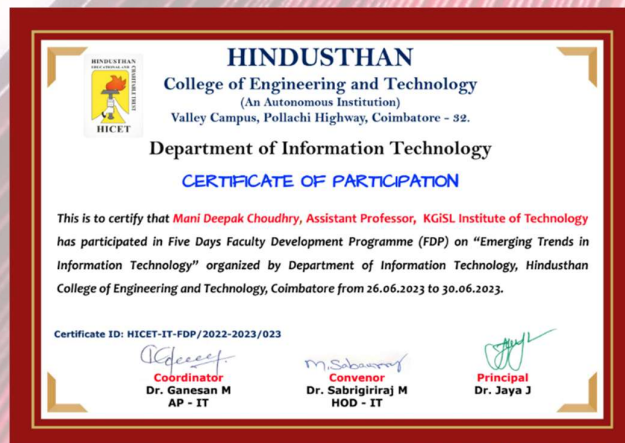 HINDUSTHAN
EDUCATIONAL AND
CHARITABLE TRUST
HICET
HINDUSTHAN
College of Engineering and Technology
(An Autonomous Institution)
Valley Campus, Pollachi Highway, Coimbatore - 32.
Department of Information Technology
CERTIFICATE OF PARTICIPATION
This is to certify that Mani Deepak Choudhry, Assistant Professor, KGiSL Institute of Technology
has participated in Five Days Faculty Development Programme (FDP) on "Emerging Trends in
Information Technology" organized by Department of Information Technology, Hindusthan
College of Engineering and Technology, Coimbatore from 26.06.2023 to 30.06.2023.
Certificate ID: HICET-IT-FDP/2022-2023/023
Coordinator
Dr. Ganesan M
AP - IT
Convenor
Dr. Sabrigiriraj M
HOD - IT
Principal
Dr. Jaya J